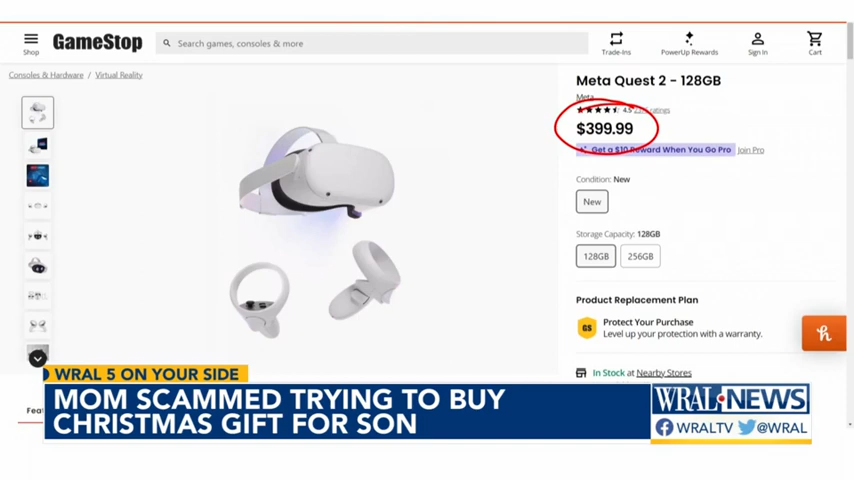 Shop
GameStop
Search games, consoles & more
Trade-Ins
PowerUp Rewards
Sign In
Cart
Consoles & Hardware / Virtual Reality
Meta Quest 2 - 128GB
Meta
4.5 ratings
$399.99
Get a $10 Reward When You Go Pro Join Pro
Condition: New
New
Storage Capacity: 128GB
128GB 256GB
Product Replacement Plan
GS
Protect Your Purchase
Level up your protection with a warranty.
h
In Stock at Nearby Stores
WRAL 5 ON YOUR SIDE
MOM SCAMMED TRYING TO BUY
CHRISTMAS GIFT FOR SON
WRAL NEWS
WRALTV @WRAL